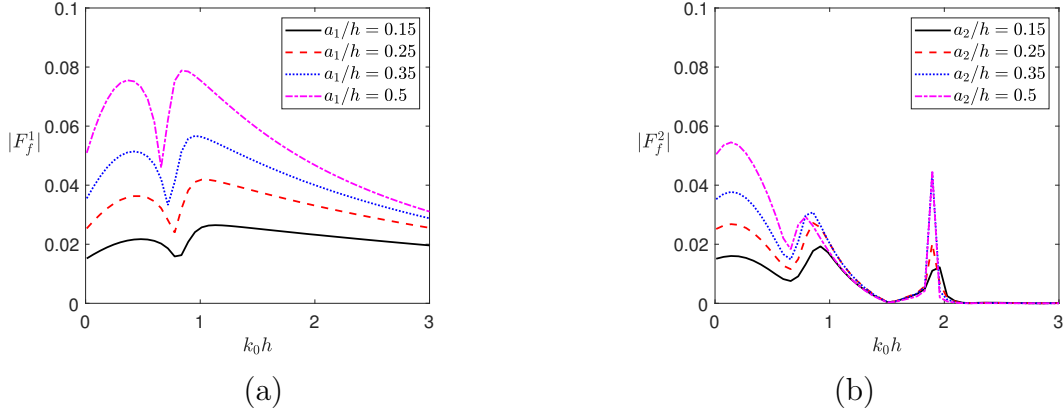 0.1
0.08
0.06
0.04
0.02
0
|F_f^1|
a_1/h = 0.15
a_1/h = 0.25
a_1/h = 0.35
a_1/h = 0.5
0 1 2 3
k_0h
(a)
0.1
0.08
0.06
0.04
0.02
0
|F_f^2|
a_2/h = 0.15
a_2/h = 0.25
a_2/h = 0.35
a_2/h = 0.5
0 1 2 3
k_0h
(b)